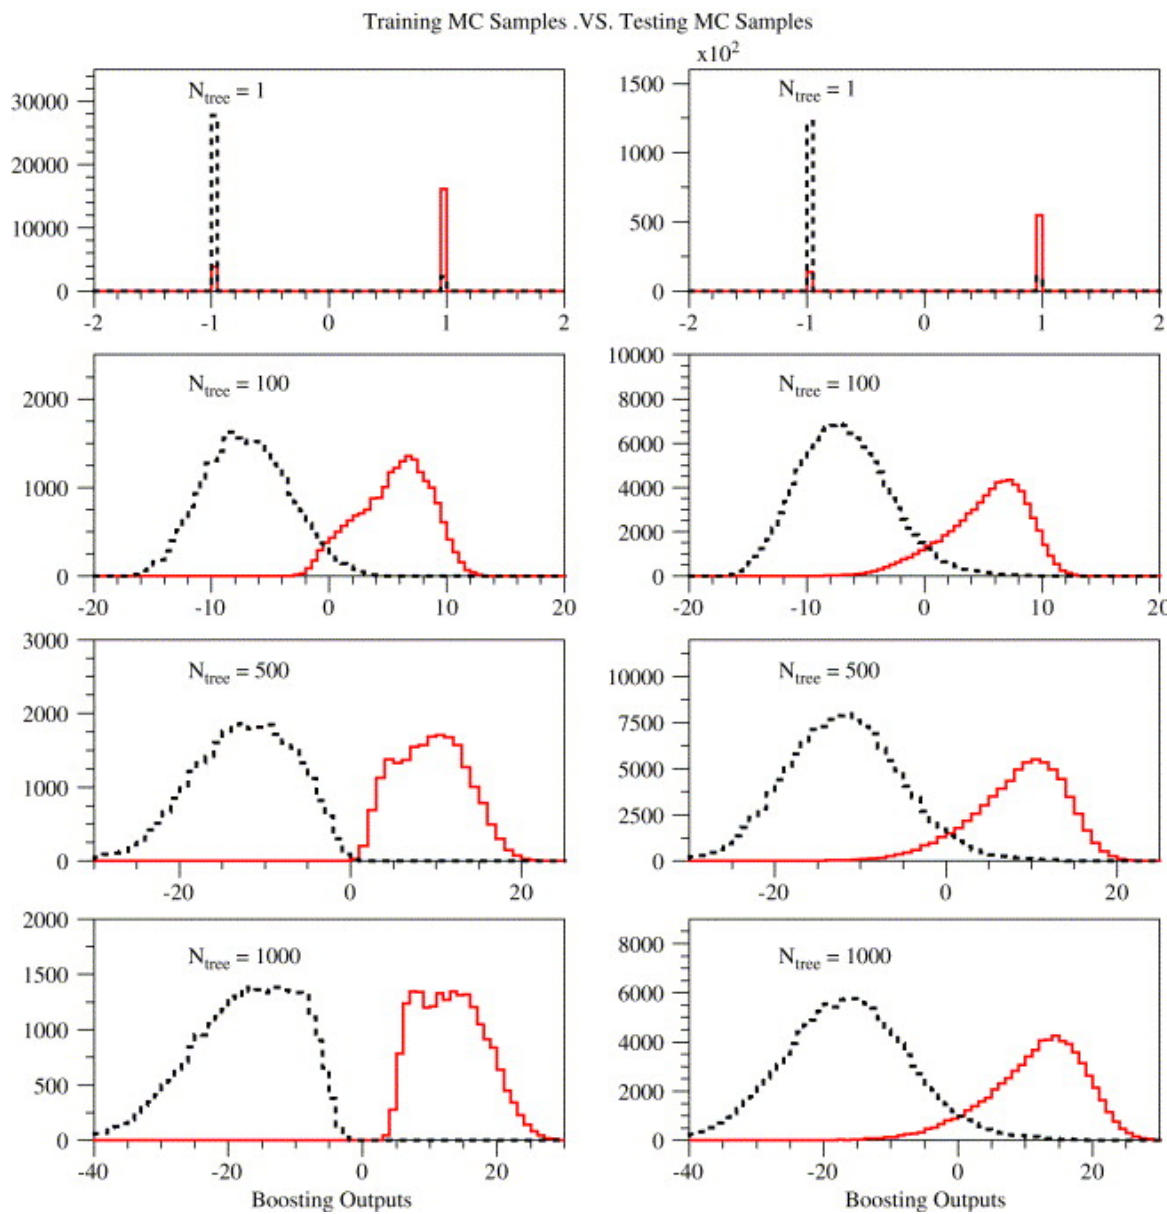 Training MC Samples .VS. Testing MC Samples
x10²
N_tree = 1
30000
20000
10000
0
-2 -1 0 1 2
N_tree = 1
1500
1000
500
0
-2 -1 0 1 2
N_tree = 100
2000
1000
0
-20 -10 0 10 20
N_tree = 100
10000
8000
6000
4000
2000
0
-20 -10 0 10 20
N_tree = 500
3000
2000
1000
0
-20 0 20
N_tree = 500
10000
7500
5000
2500
0
-20 0 20
N_tree = 1000
2000
1500
1000
500
0
-40 -20 0 20
Boosting Outputs
N_tree = 1000
8000
6000
4000
2000
0
-40 -20 0 20
Boosting Outputs